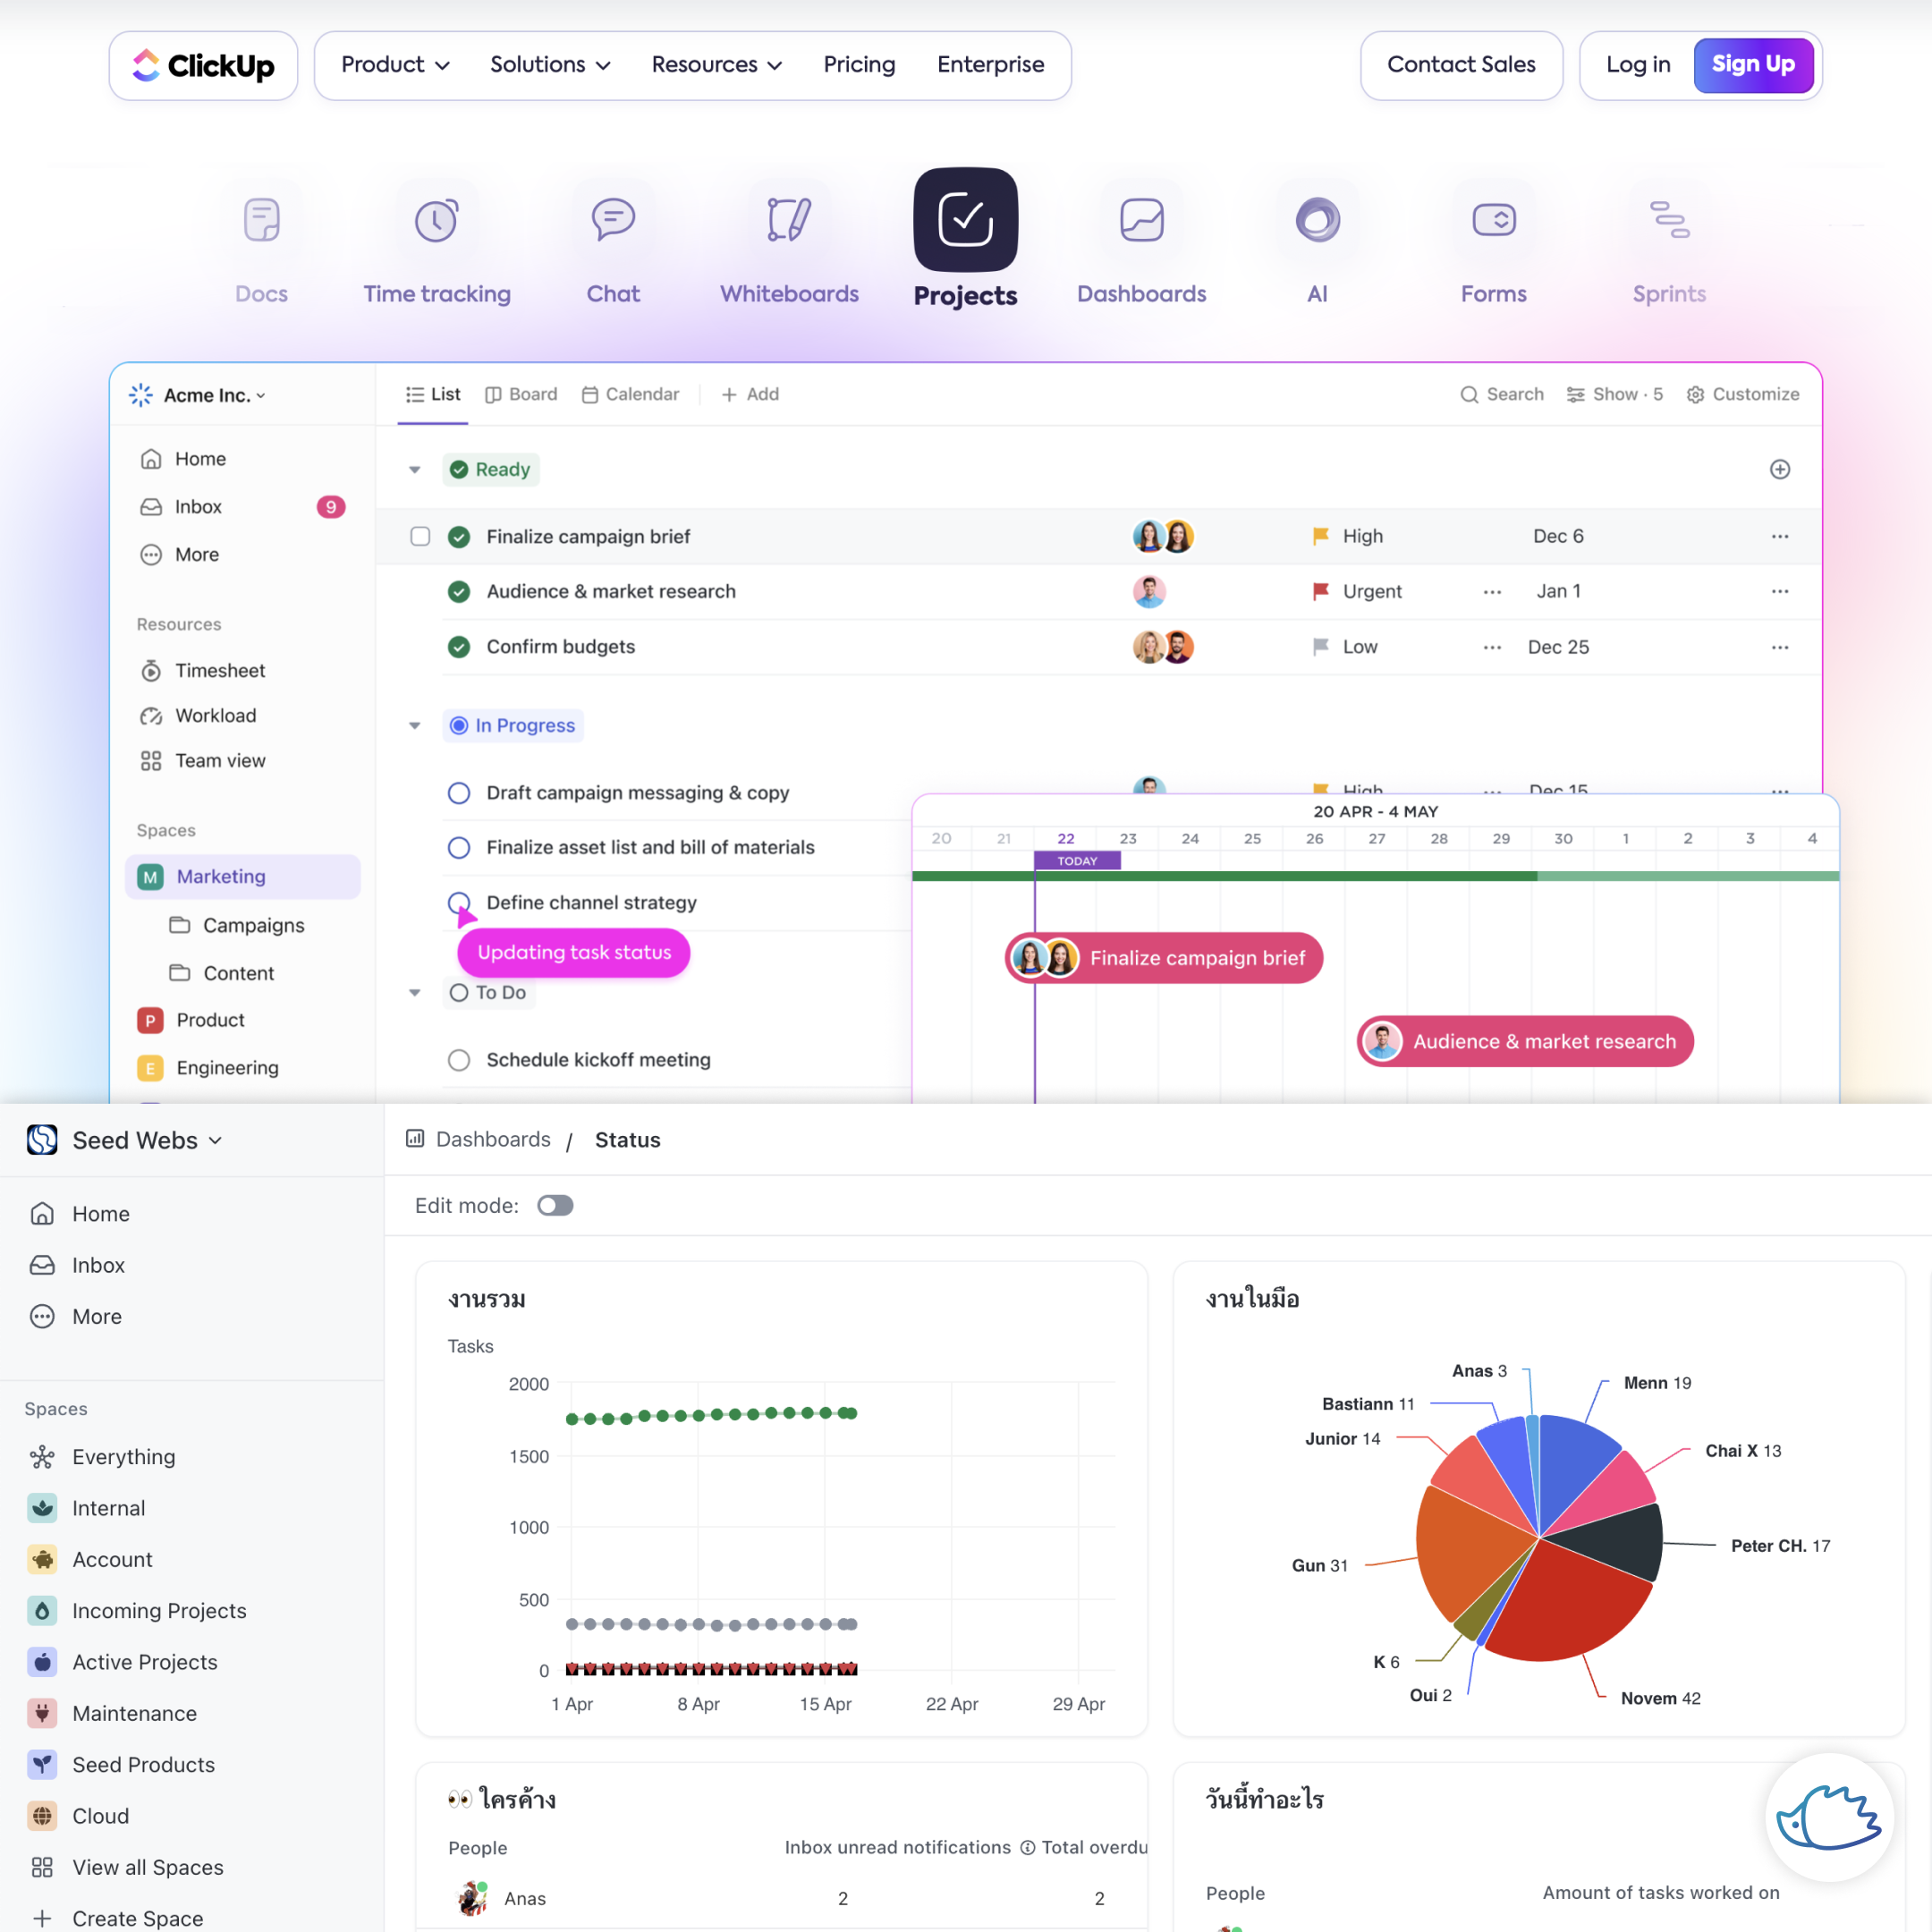 ClickUp Product Solutions Resources Pricing Enterprise Contact Sales Log in Sign Up
Docs Time tracking Chat Whiteboards Projects Dashboards AI Forms Sprints
Acme Inc.
Home
Inbox 9
More
Resources
Timesheet
Workload
Team view
Spaces
M Marketing
Campaigns
Content
P Product
E Engineering
List Board Calendar + Add Search Show · 5 Customize
Ready
Finalize campaign brief High Dec 6
Audience & market research Urgent Jan 1
Confirm budgets Low Dec 25
In Progress
Draft campaign messaging & copy High Dec 15
Finalize asset list and bill of materials
Define channel strategy
Updating task status
To Do
Schedule kickoff meeting
20 APR - 4 MAY
20 21 22 23 24 25 26 27 28 29 30 1 2 3 4
TODAY
Finalize campaign brief
Audience & market research
Seed Webs
Home
Inbox
More
Spaces
Everything
Internal
Account
Incoming Projects
Active Projects
Maintenance
Seed Products
Cloud
View all Spaces
+ Create Space
Dashboards / Status
Edit mode:
งานรวม
Tasks
2000
1500
1000
500
0
1 Apr 8 Apr 15 Apr 22 Apr 29 Apr
งานในมือ
Anas 3
Menn 19
Bastiann 11
Junior 14
Chai X 13
Peter CH. 17
Gun 31
K 6
Oui 2
Novem 42
👀 ใครค้าง
People Inbox unread notifications Total overdu
Anas 2 2
วันนี้ทำอะไร
People Amount of tasks worked on